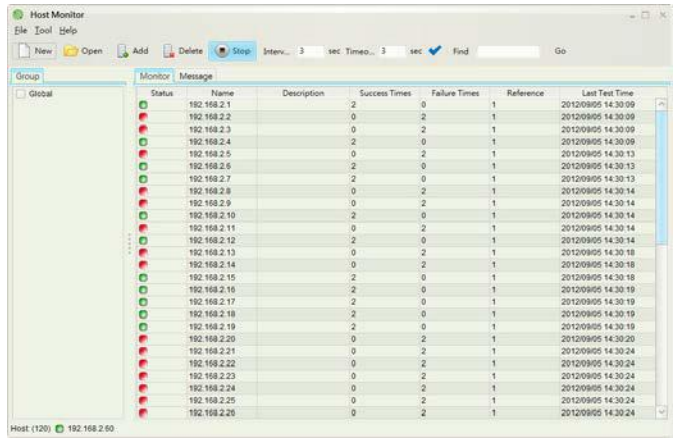 Host Monitor
File Tool Help
New Open Add Delete Stop Interv... 3 sec Timeo... 3 sec Find Go
Group
Global
Monitor Message
Status Name Description Success Times Failure Times Reference Last Test Time
192.168.2.1 2 0 1 2012/09/05 14:30:09
192.168.2.2 0 2 1 2012/09/05 14:30:09
192.168.2.3 0 2 1 2012/09/05 14:30:09
192.168.2.4 2 0 1 2012/09/05 14:30:09
192.168.2.5 0 2 1 2012/09/05 14:30:13
192.168.2.6 2 0 1 2012/09/05 14:30:13
192.168.2.7 2 0 1 2012/09/05 14:30:13
192.168.2.8 0 2 1 2012/09/05 14:30:14
192.168.2.9 0 2 1 2012/09/05 14:30:14
192.168.2.10 2 0 1 2012/09/05 14:30:14
192.168.2.11 0 2 1 2012/09/05 14:30:14
192.168.2.12 2 0 1 2012/09/05 14:30:14
192.168.2.13 0 2 1 2012/09/05 14:30:18
192.168.2.14 0 2 1 2012/09/05 14:30:18
192.168.2.15 2 0 1 2012/09/05 14:30:18
192.168.2.16 2 0 1 2012/09/05 14:30:19
192.168.2.17 2 0 1 2012/09/05 14:30:19
192.168.2.18 2 0 1 2012/09/05 14:30:19
192.168.2.19 2 0 1 2012/09/05 14:30:19
192.168.2.20 0 2 1 2012/09/05 14:30:20
192.168.2.21 0 2 1 2012/09/05 14:30:24
192.168.2.22 0 2 1 2012/09/05 14:30:24
192.168.2.23 0 2 1 2012/09/05 14:30:24
192.168.2.24 0 2 1 2012/09/05 14:30:24
192.168.2.25 0 2 1 2012/09/05 14:30:24
192.168.2.26 0 2 1 2012/09/05 14:30:24
Host: (120) 192.168.2.60